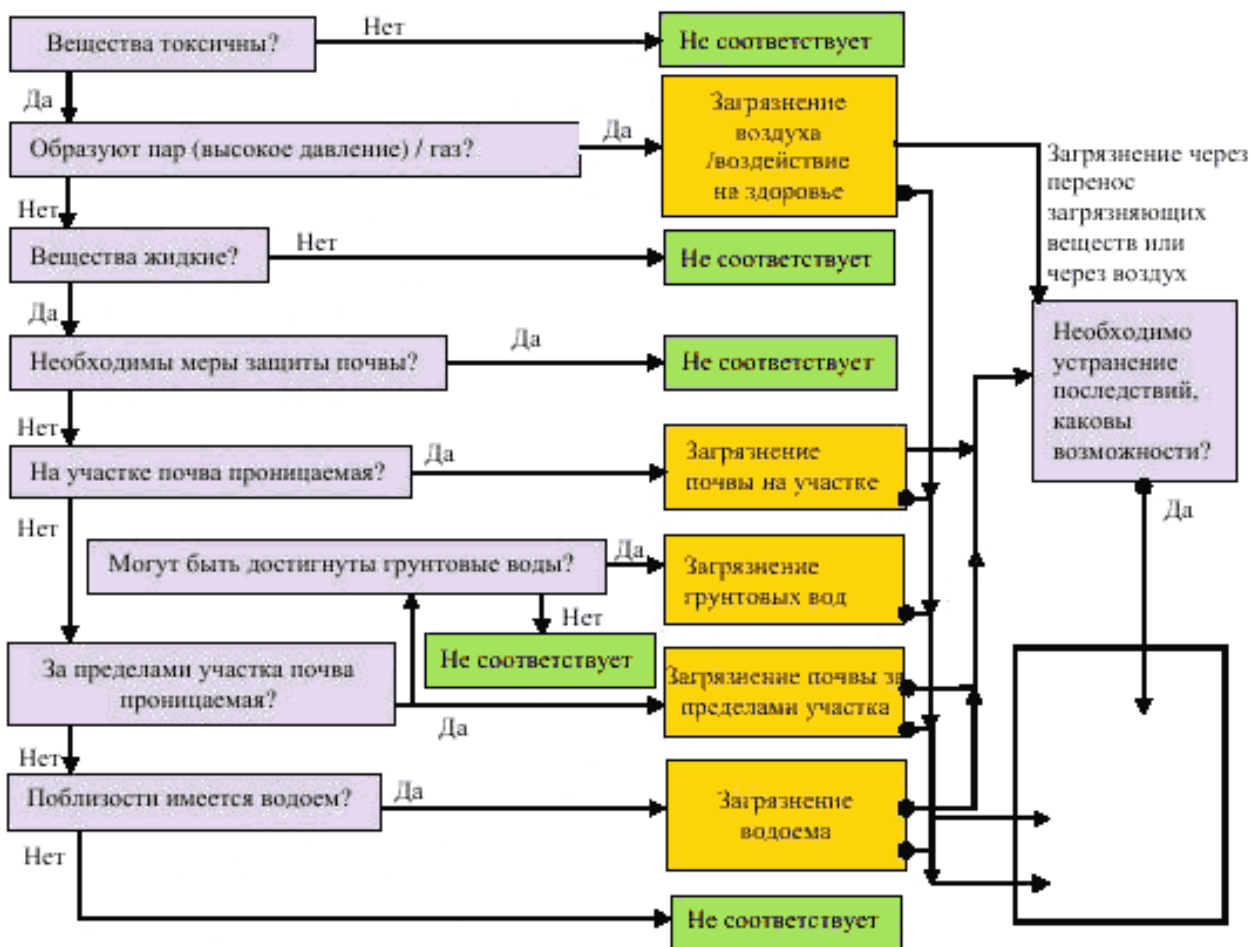 Вещества токсичны?
Нет
Не соответствует
Да
Образуют пар (высокое давление) / газ?
Да
Загрязнение
воздуха
/воздействие
на здоровье
Загрязнение через
перенос
загрязняющих
веществ или
через воздух
Нет
Вещества жидкие?
Нет
Не соответствует
Да
Необходимы меры защиты почвы?
Да
Не соответствует
Необходимо
устранение
последствий,
каковы
возможности?
Да
Нет
На участке почва проницаемая?
Да
Загрязнение
почвы на участке
Нет
Могут быть достигнуты грунтовые воды?
Да
Загрязнение
грунтовых вод
Нет
Не соответствует
За пределами участка почва
проницаемая?
Да
Загрязнение почвы за
пределами участка
Нет
Поблизости имеется водоем?
Да
Загрязнение
водоема
Нет
Не соответствует